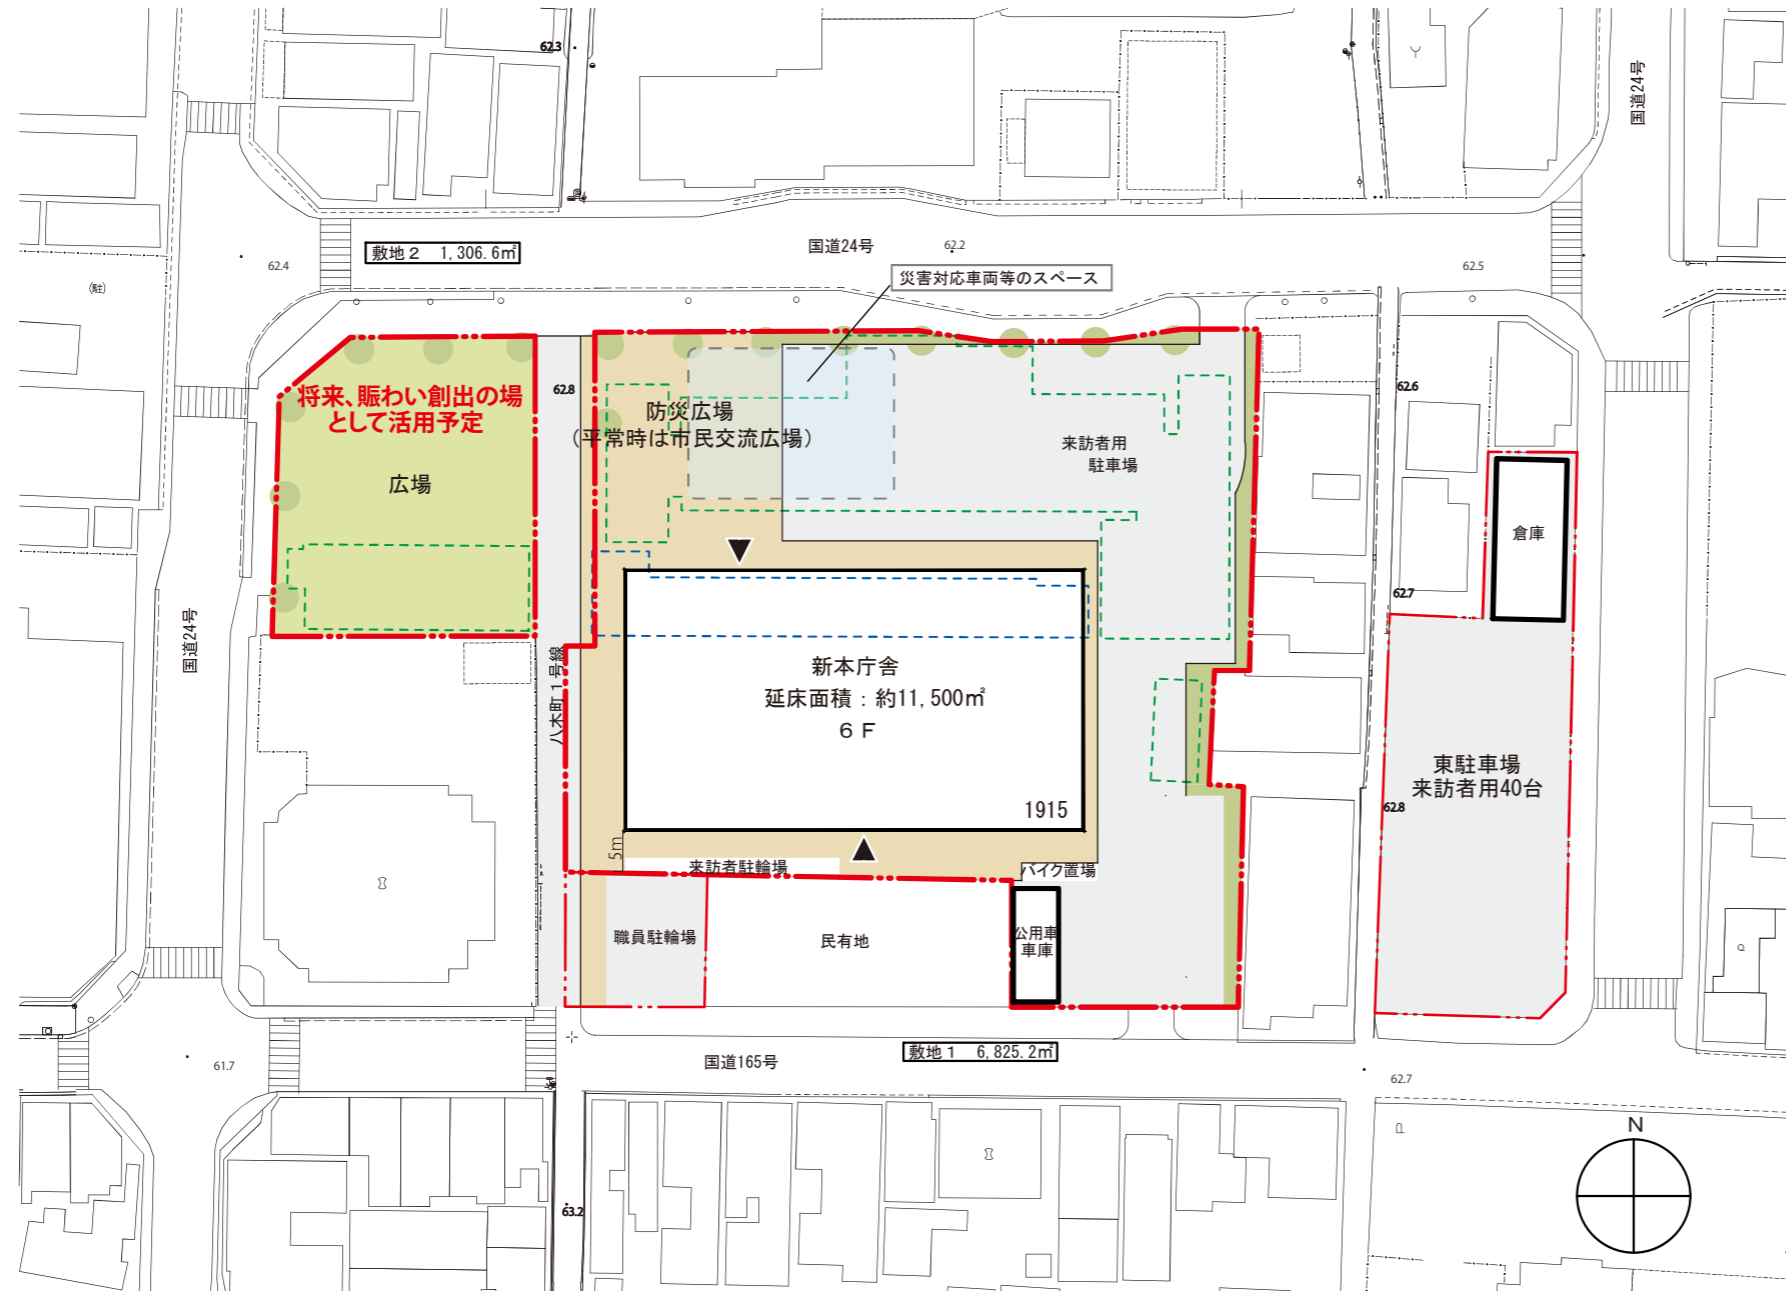 62.3
国道24号
敷地２ 1,306.6㎡
国道24号
62.2
62.4
62.5
(駐)
災害対応車両等のスペース
将来、賑わい創出の場
として活用予定
広場
62.8
防災広場
(平常時は市民交流広場)
来訪者用
駐車場
62.6
倉庫
62.7
国道24号
八木町１号線
新本庁舎
延床面積：約11,500㎡
６Ｆ
1915
東駐車場
来訪者用40台
62.8
5m
来訪者駐輪場
バイク置場
職員駐輪場
民有地
公用車
車庫
国道165号
敷地１ 6,825.2㎡
61.7
62.7
63.2
N